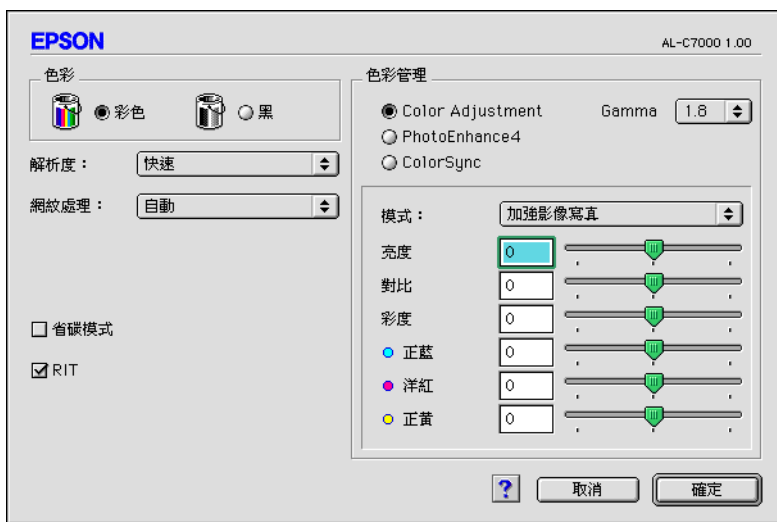 EPSON
AL-C7000 1.00
色彩
彩色
黑
解析度：
快速
網紋處理：
自動
省碳模式
RIT
色彩管理
Color Adjustment
Gamma
1.8
PhotoEnhance4
ColorSync
模式：
加強影像寫真
亮度
0
對比
0
彩度
0
正藍
0
洋紅
0
正黃
0
?
取消
確定